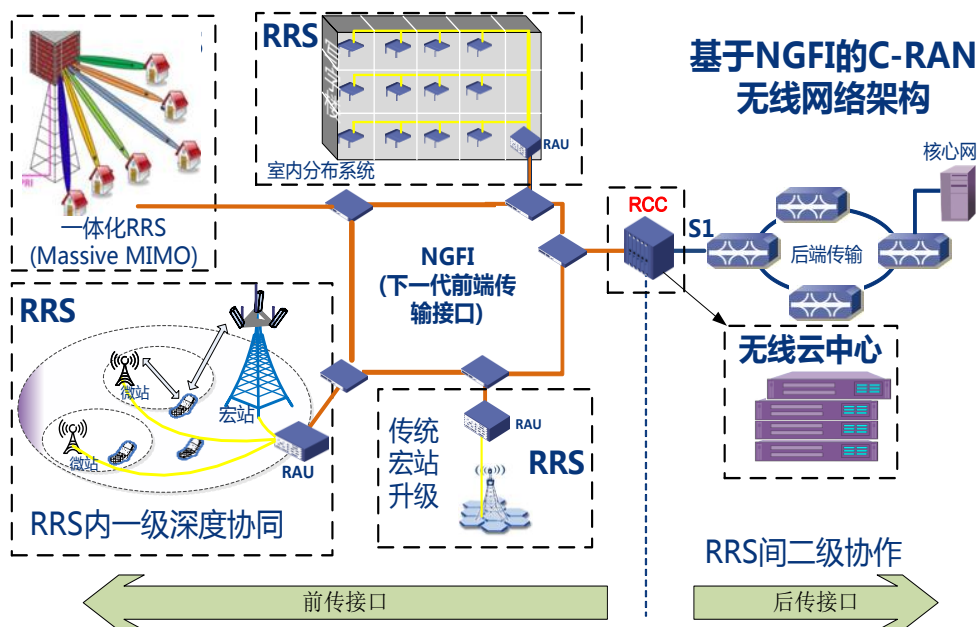 RRS
RAU
室内分布系统
基于NGFI的C-RAN
无线网络架构
核心网
一体化RRS
(Massive MIMO)
RCC
S1
后端传输
NGFI
(下一代前端传
输接口)
RRS
微站
宏站
微站
RAU
RRS内一级深度协同
传统
宏站
升级
RAU
RRS
无线云中心
RRS间二级协作
前传接口
后传接口